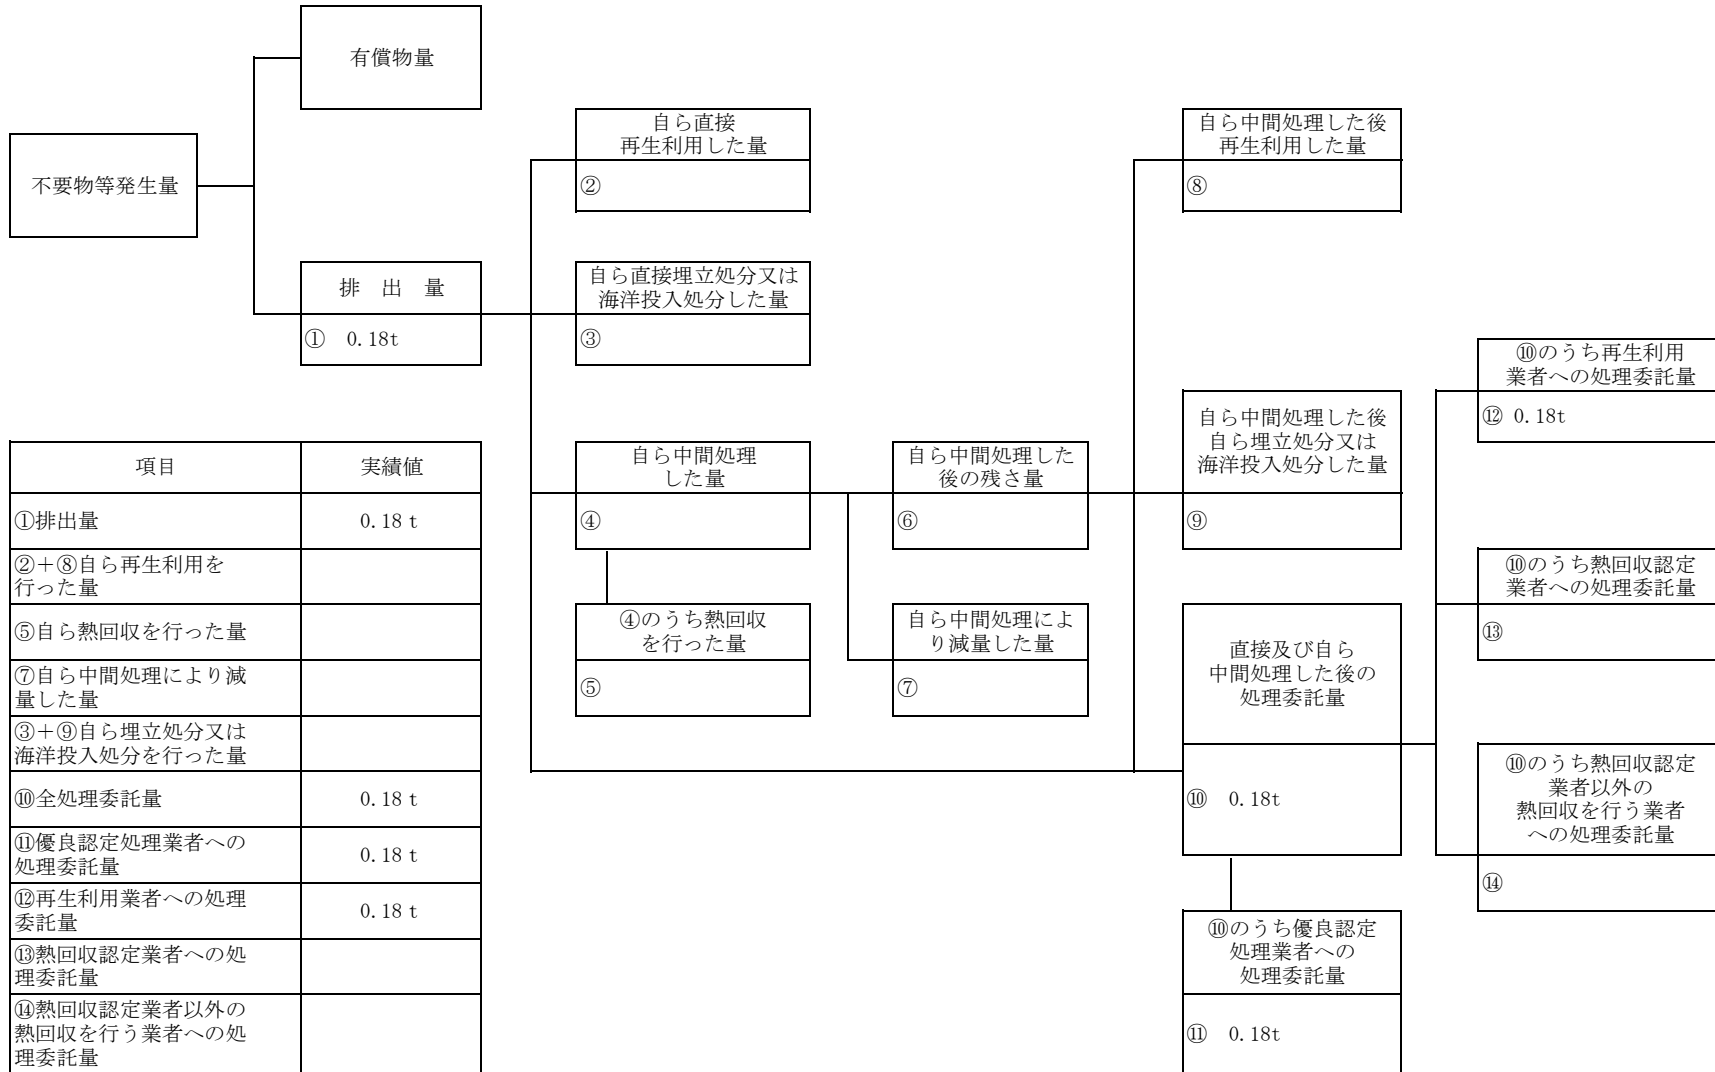 有償物量
不要物等発生量
排　出　量
①　0.18t
自ら直接
再生利用した量
②
自ら直接埋立処分又は
海洋投入処分した量
③
自ら中間処理
した量
④
④のうち熱回収
を行った量
⑤
自ら中間処理した
後の残さ量
⑥
自ら中間処理によ
り減量した量
⑦
自ら中間処理した後
再生利用した量
⑧
自ら中間処理した後
自ら埋立処分又は
海洋投入処分した量
⑨
直接及び自ら
中間処理した後の
処理委託量
⑩　0.18t
⑩のうち優良認定
処理業者への
処理委託量
⑪　0.18t
⑩のうち再生利用
業者への処理委託量
⑫ 0.18t
⑩のうち熱回収認定
業者への処理委託量
⑬
⑩のうち熱回収認定
業者以外の
熱回収を行う業者
への処理委託量
⑭
項目　実績値
①排出量　0.18 t
②＋⑧自ら再生利用を
行った量
⑤自ら熱回収を行った量
⑦自ら中間処理により減
量した量
③＋⑨自ら埋立処分又は
海洋投入処分を行った量
⑩全処理委託量　0.18 t
⑪優良認定処理業者への
処理委託量　0.18 t
⑫再生利用業者への処理
委託量　0.18 t
⑬熱回収認定業者への処
理委託量
⑭熱回収認定業者以外の
熱回収を行う業者への処
理委託量